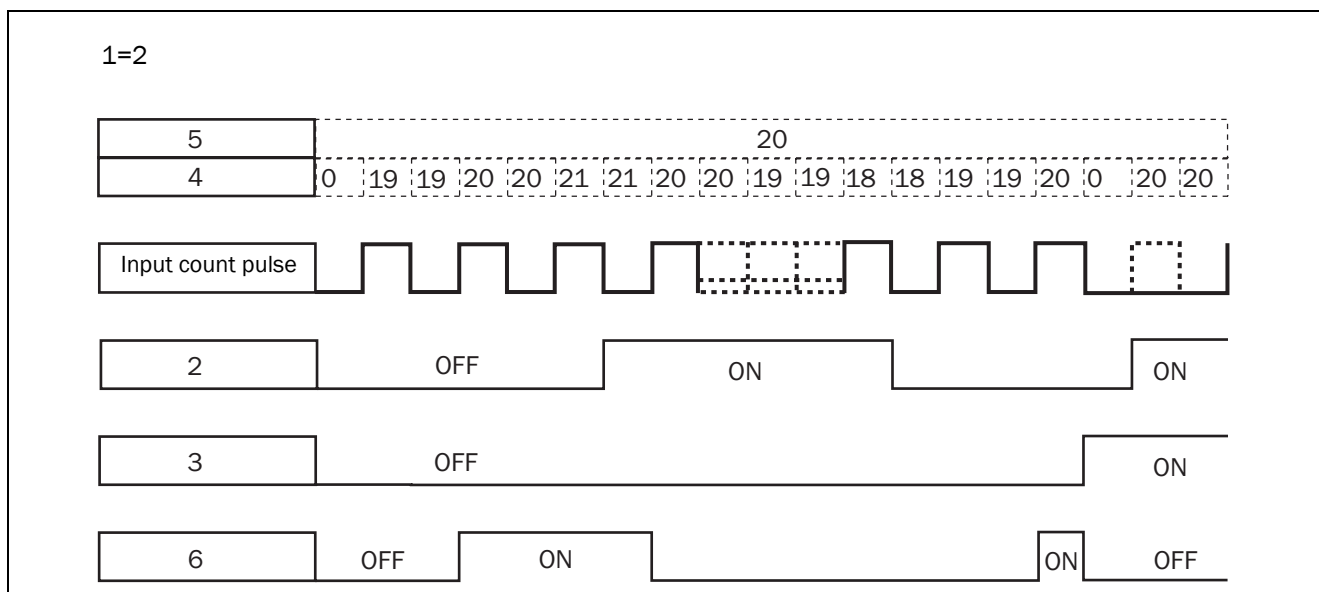 1=2
5 20
4 0 19 19 20 20 21 21 20 20 19 19 18 18 19 19 20 0 20 20
Input count pulse
2 OFF ON ON
3 OFF ON
6 OFF ON ON OFF